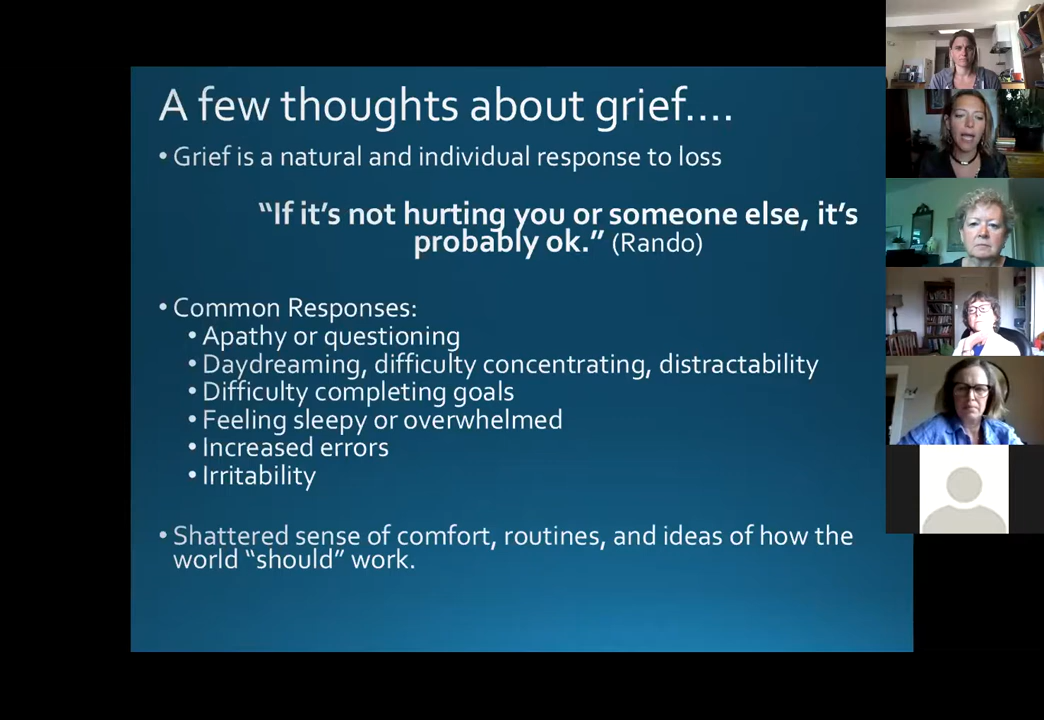 A few thoughts about grief....
• Grief is a natural and individual response to loss
“If it’s not hurting you or someone else, it’s
probably ok.” (Rando)
• Common Responses:
• Apathy or questioning
• Daydreaming, difficulty concentrating, distractability
• Difficulty completing goals
• Feeling sleepy or overwhelmed
• Increased errors
• Irritability
• Shattered sense of comfort, routines, and ideas of how the
world “should” work.